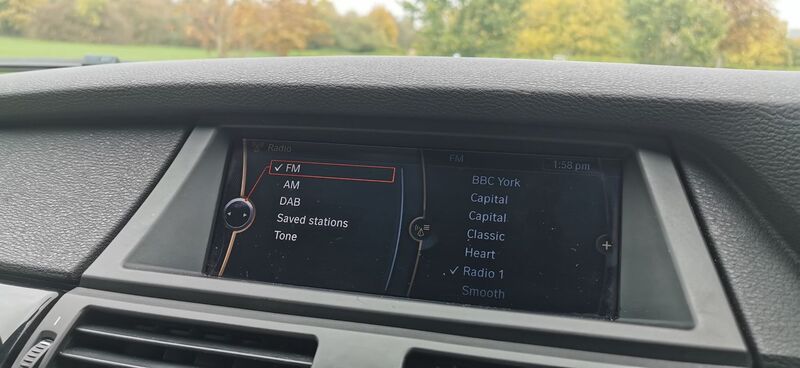 Radio
✓ FM
AM
DAB
Saved stations
Tone
FM
1:58 pm
BBC York
Capital
Capital
Classic
Heart
✓ Radio 1
Smooth
+